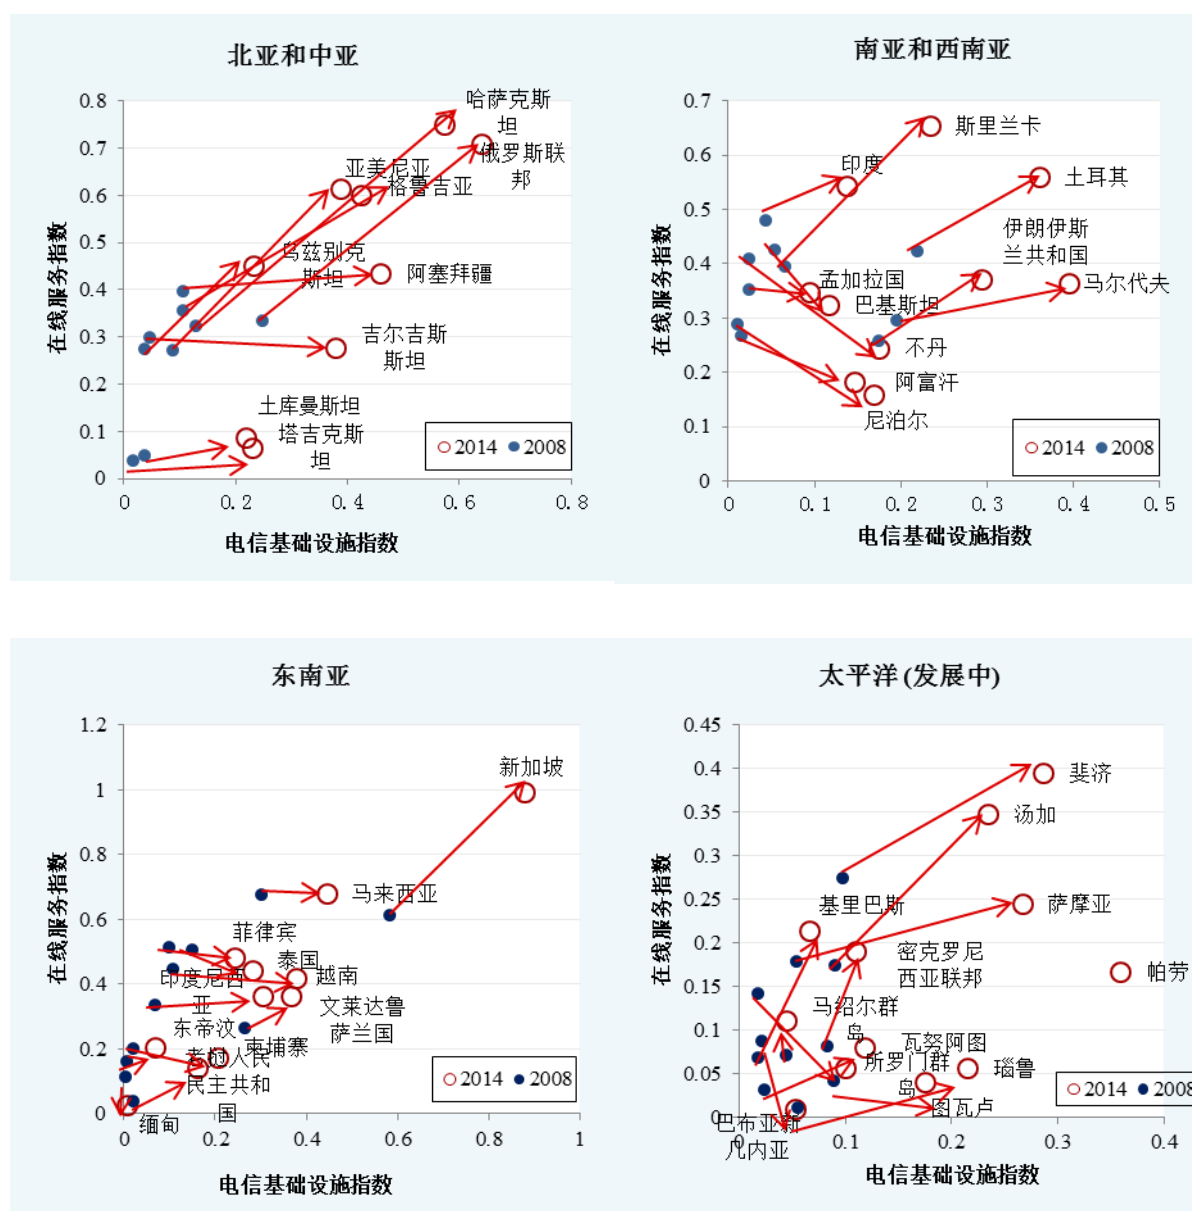 北亚和中亚
在线服务指数
0.8
0.7
0.6
0.5
0.4
0.3
0.2
0.1
0
哈萨克斯
坦
俄罗斯联
邦
亚美尼亚
格鲁吉亚
乌兹别克
斯坦
阿塞拜疆
吉尔吉斯
斯坦
土库曼斯坦
塔吉克斯
坦
2014 2008
0 0.2 0.4 0.6 0.8
电信基础设施指数
南亚和西南亚
在线服务指数
0.7
0.6
0.5
0.4
0.3
0.2
0.1
0
斯里兰卡
印度
土耳其
伊朗伊斯
兰共和国
孟加拉国
马尔代夫
巴基斯坦
不丹
阿富汗
尼泊尔
2014 2008
0 0.1 0.2 0.3 0.4 0.5
电信基础设施指数
东南亚
在线服务指数
1.2
1
0.8
0.6
0.4
0.2
0
新加坡
马来西亚
菲律宾
泰国
越南
印度尼西
亚
文莱达鲁
萨兰国
东帝汶
柬埔寨
老挝人民
民主共和
国
缅甸
2014 2008
0 0.2 0.4 0.6 0.8 1
电信基础设施指数
太平洋(发展中)
在线服务指数
0.45
0.4
0.35
0.3
0.25
0.2
0.15
0.1
0.05
0
斐济
汤加
基里巴斯
萨摩亚
密克罗尼
西亚联邦
帕劳
马绍尔群
岛
瓦努阿图
所罗门群
岛
瑙鲁
图瓦卢
巴布亚新
几内亚
2014 2008
0 0.1 0.2 0.3 0.4
电信基础设施指数